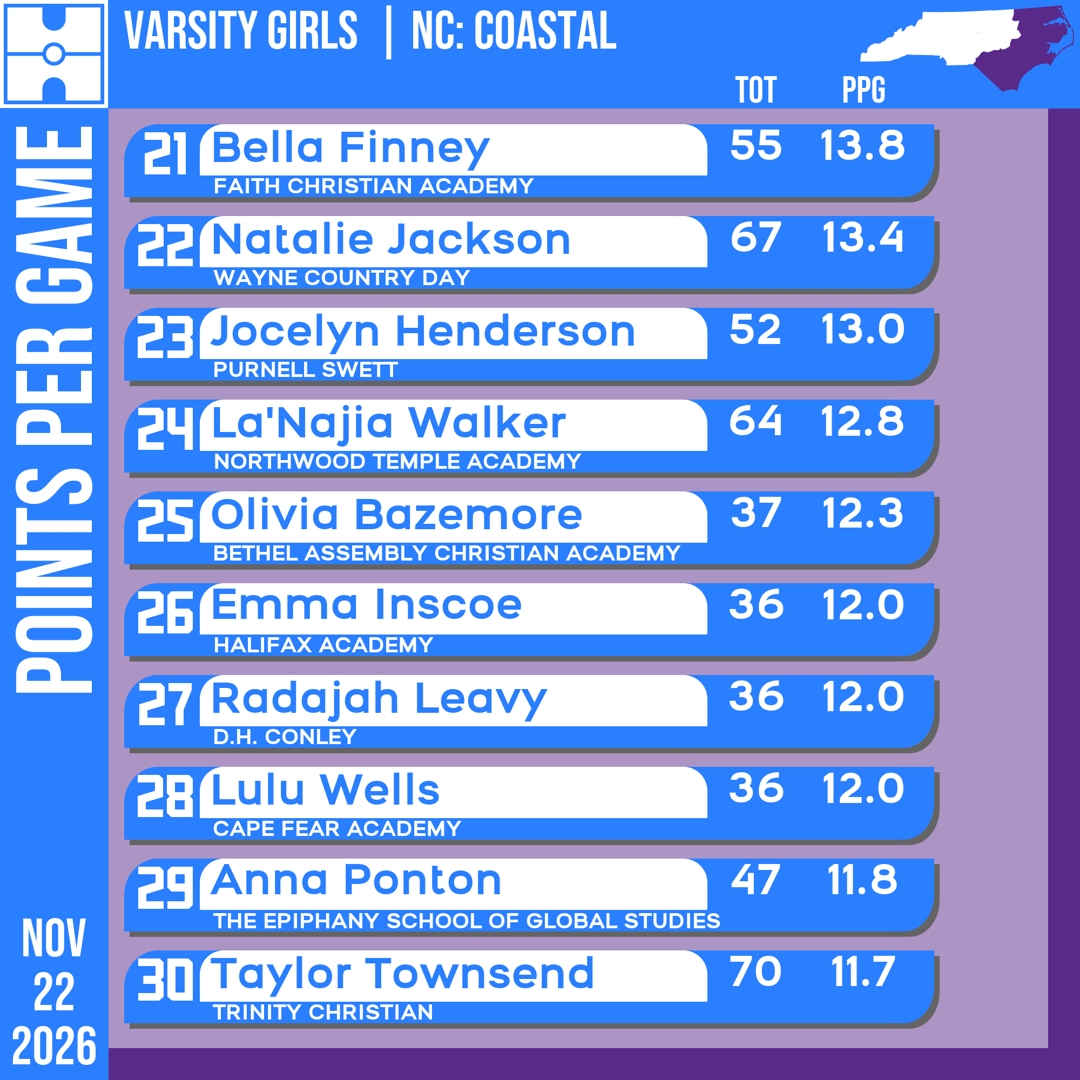 VARSITY GIRLS | NC: COASTAL
TOT PPG
POINTS PER GAME
21 Bella Finney 55 13.8
FAITH CHRISTIAN ACADEMY
22 Natalie Jackson 67 13.4
WAYNE COUNTRY DAY
23 Jocelyn Henderson 52 13.0
PURNELL SWETT
24 La'Najia Walker 64 12.8
NORTHWOOD TEMPLE ACADEMY
25 Olivia Bazemore 37 12.3
BETHEL ASSEMBLY CHRISTIAN ACADEMY
26 Emma Inscoe 36 12.0
HALIFAX ACADEMY
27 Radajah Leavy 36 12.0
D.H. CONLEY
28 Lulu Wells 36 12.0
CAPE FEAR ACADEMY
29 Anna Ponton 47 11.8
THE EPIPHANY SCHOOL OF GLOBAL STUDIES
30 Taylor Townsend 70 11.7
TRINITY CHRISTIAN
NOV
22
2026